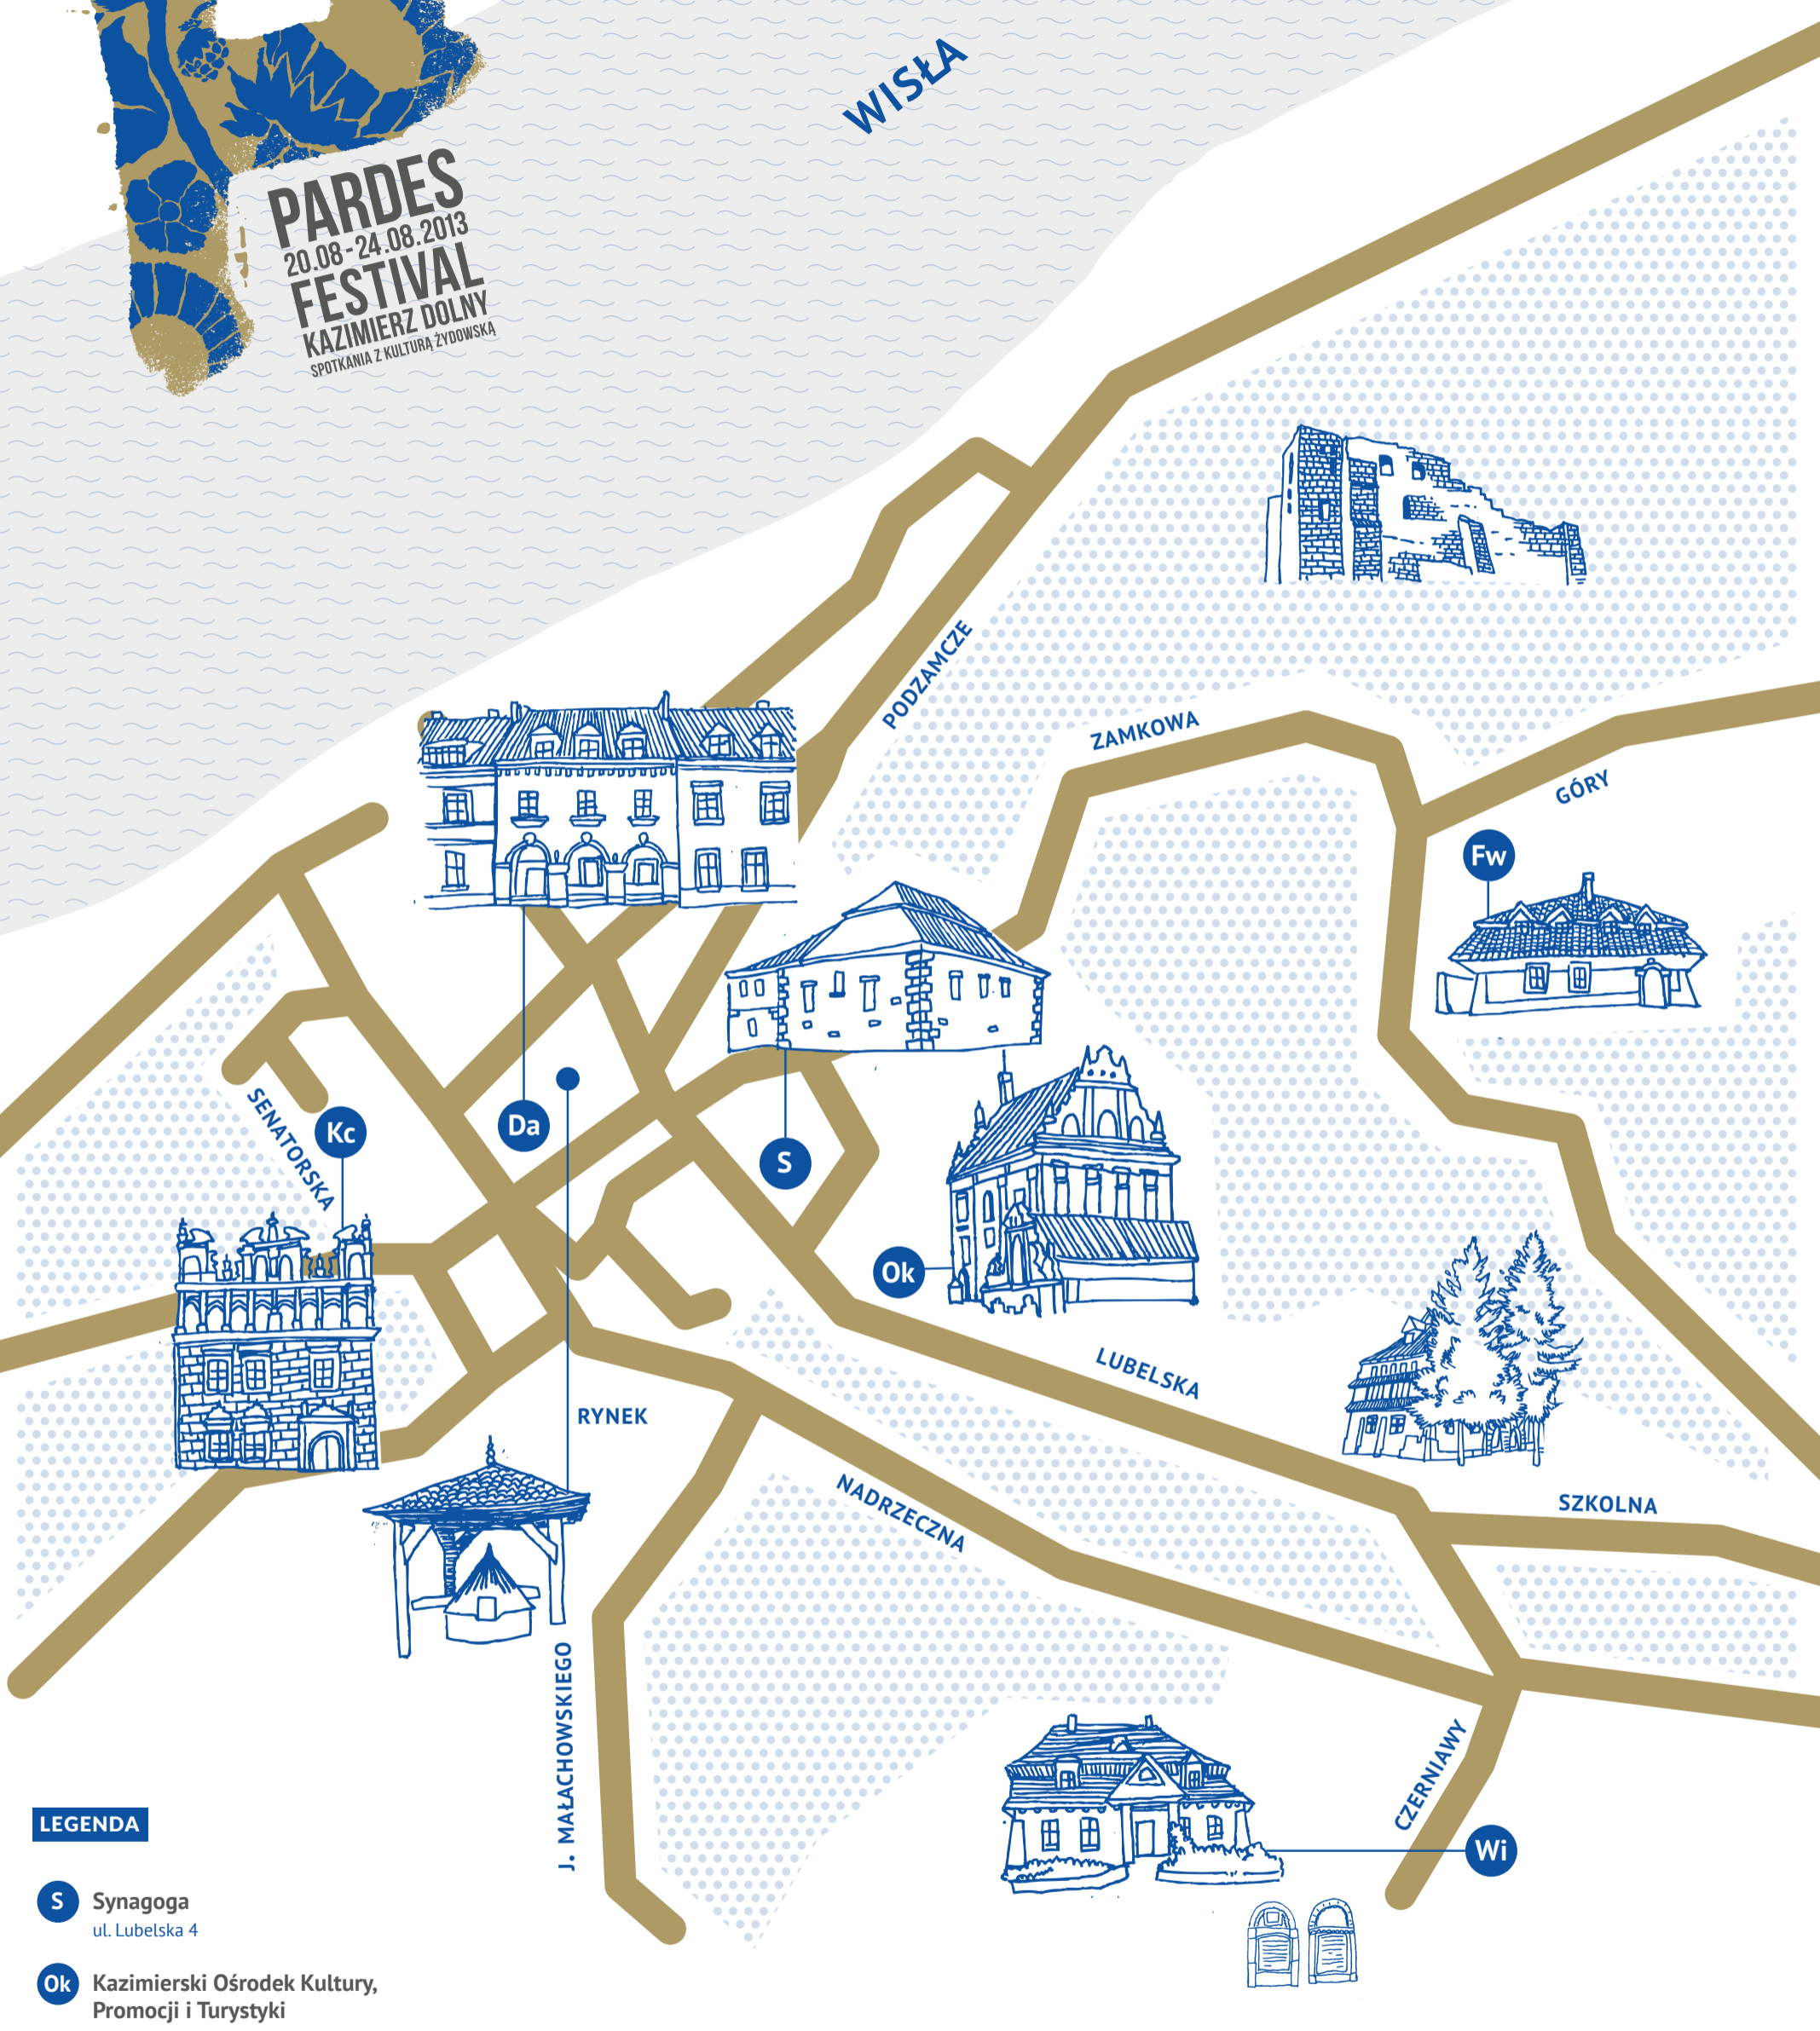 WISŁA
PARDES
20.08-24.08.2013
FESTIVAL
KAZIMIERZ DOLNY
SPOTKANIA Z KULTURĄ ŻYDOWSKĄ
PODZAMCZE
ZAMKOWA
GÓRY
Fw
SENATORSKA
Kc
Da
S
Ok
LUBELSKA
RYNEK
NADRZECZNA
SZKOLNA
J. MAŁACHOWSKIEGO
CZERNIAWY
Wi
LEGENDA
S Synagoga
ul. Lubelska 4
Ok Kazimierski Ośrodek Kultury,
Promocji i Turystyki